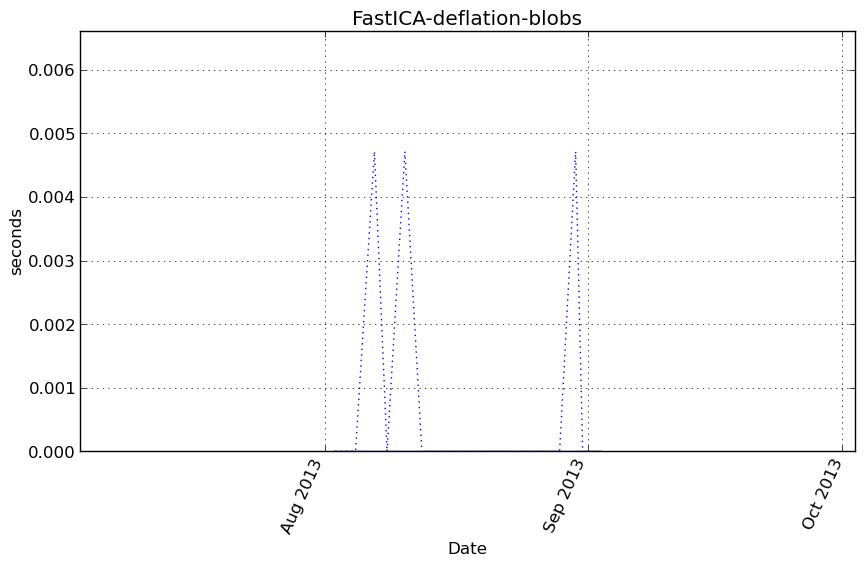 FastICA-deflation-blobs
0.006
0.005
0.004
0.003
0.002
0.001
0.000
seconds
Aug 2013
Sep 2013
Oct 2013
Date